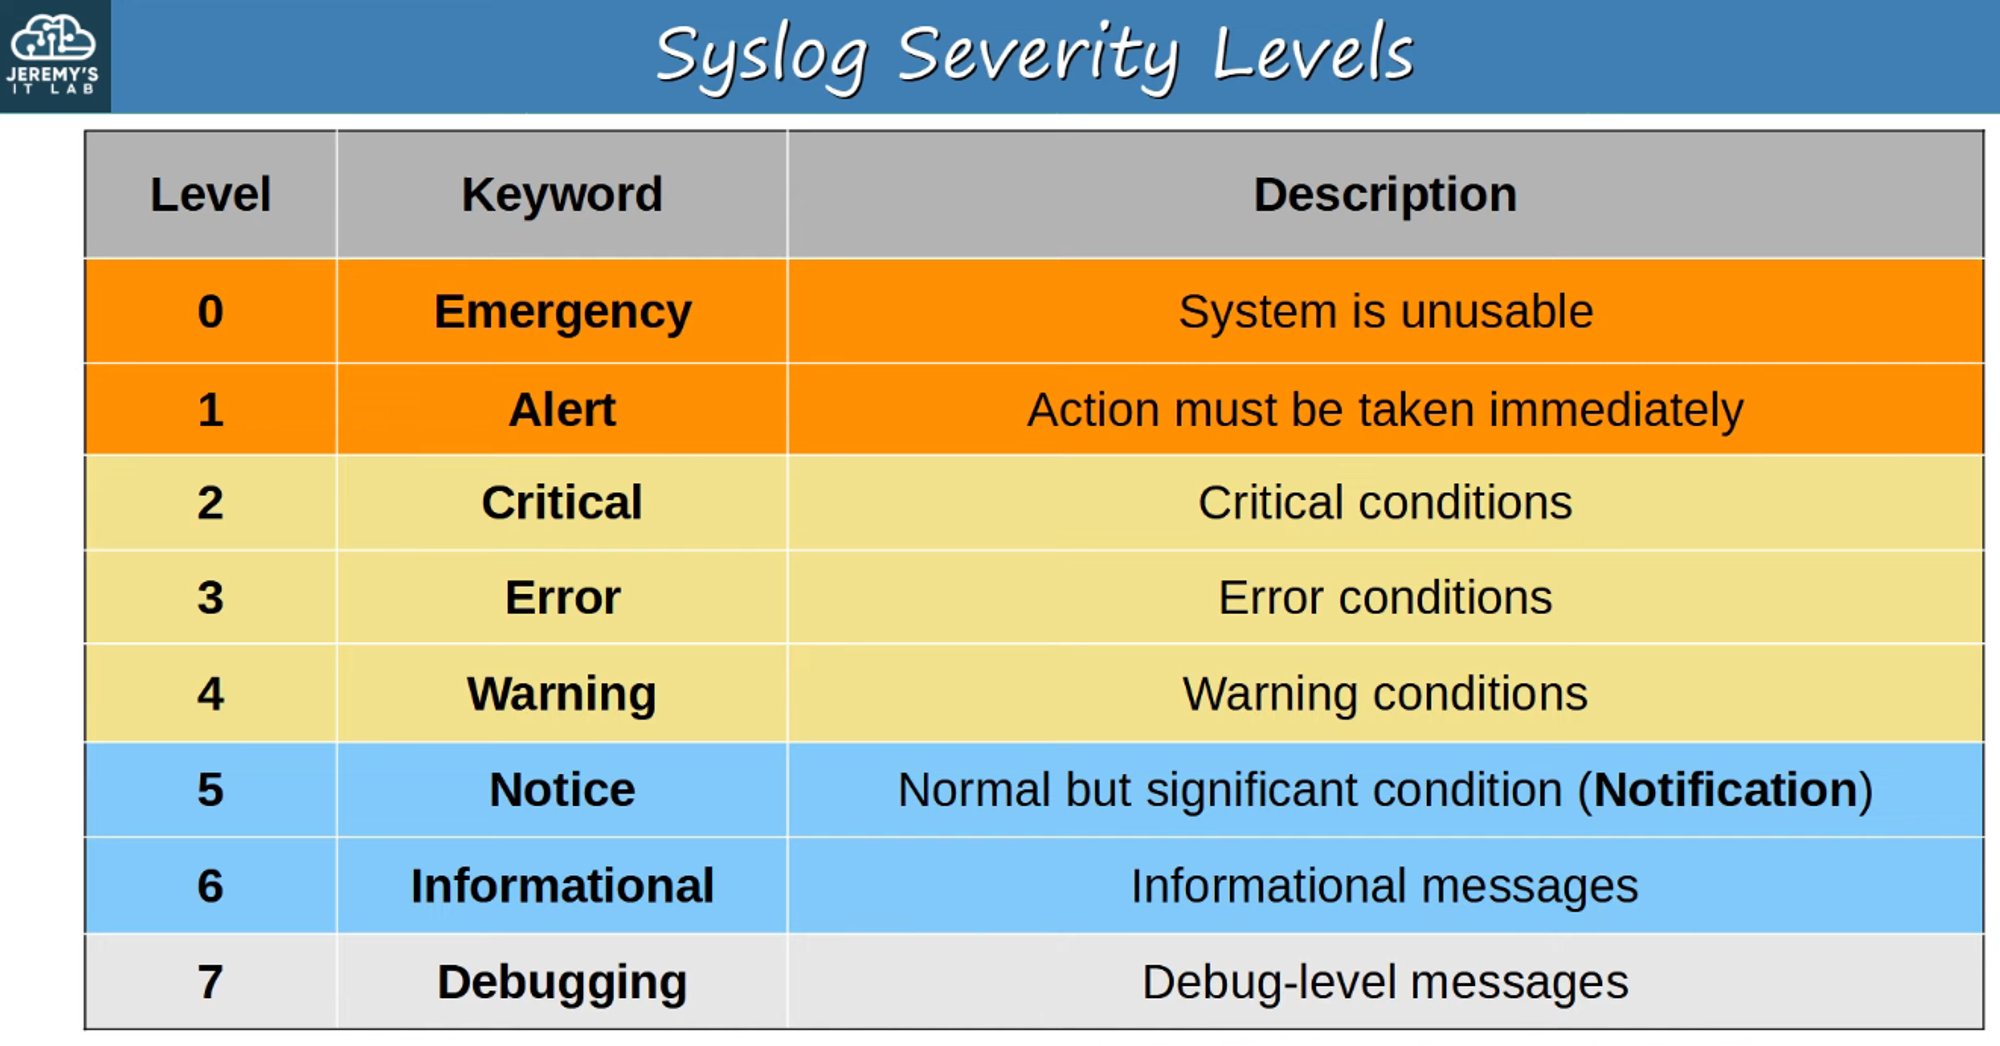 JEREMY'S
IT LAB
Syslog Severity Levels
Level Keyword Description
0 Emergency System is unusable
1 Alert Action must be taken immediately
2 Critical Critical conditions
3 Error Error conditions
4 Warning Warning conditions
5 Notice Normal but significant condition (Notification)
6 Informational Informational messages
7 Debugging Debug-level messages